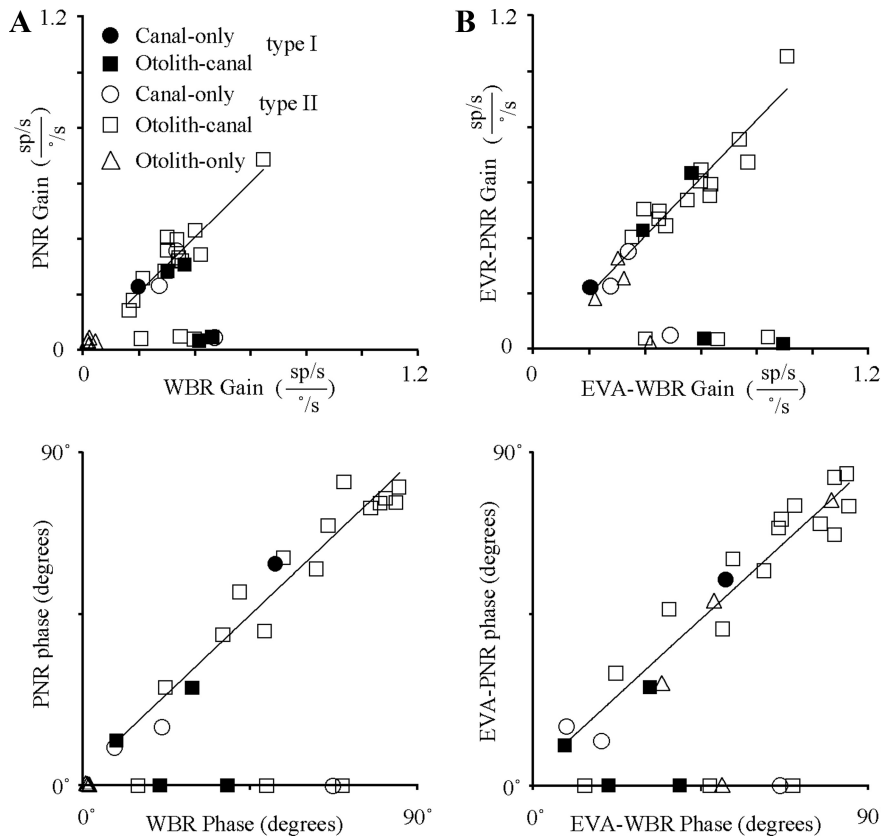 A
B
1.2
Canal-only
type I
Otolith-canal
Canal-only
type II
Otolith-canal
Otolith-only
PNR Gain (sp/s / °/s)
0
0
1.2
WBR Gain (sp/s / °/s)
1.2
EVR-PNR Gain (sp/s / °/s)
0
0
1.2
EVA-WBR Gain (sp/s / °/s)
90°
PNR phase (degrees)
0°
0°
90°
WBR Phase (degrees)
90°
EVA-PNR phase (degrees)
0°
0°
90°
EVA-WBR Phase (degrees)